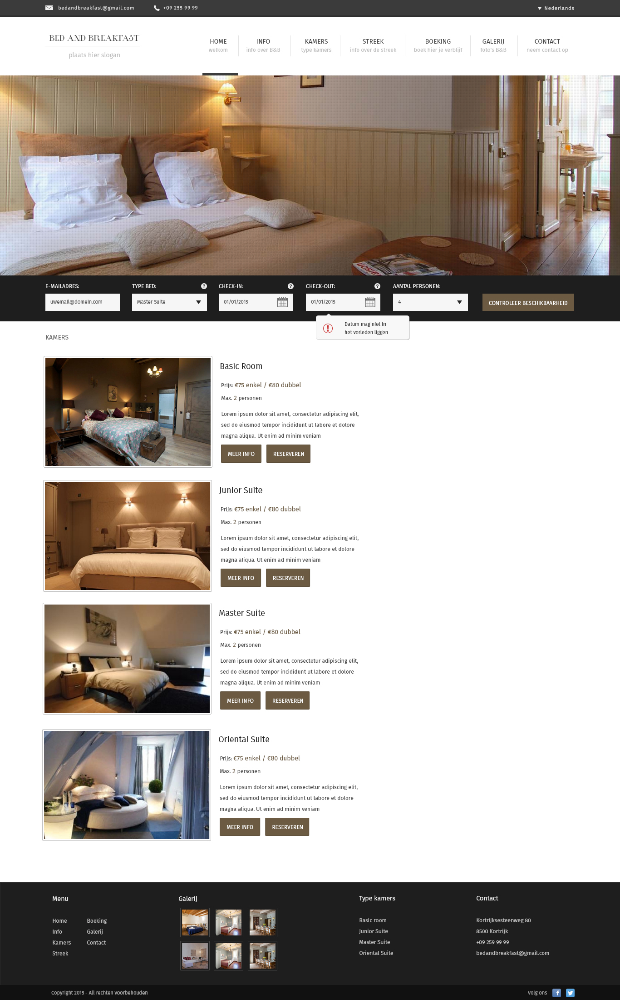 bedandbreakfast@gmail.com +09 255 99 99 Nederlands
BED AND BREAKFAST
plaats hier slogan
HOME INFO KAMERS STREEK BOEKING GALERIJ CONTACT
welkom info over B&B type kamers info over de streek boek hier je verblijf foto's B&B neem contact op
E-MAILADRES: TYPE BED: ? CHECK-IN: ? CHECK-OUT: ? AANTAL PERSONEN:
uwemail@domein.com Master Suite 01/01/2015 01/01/2015 4 CONTROLEER BESCHIKBAARHEID
Datum mag niet in
het verleden liggen
KAMERS
Basic Room
Prijs: €75 enkel / €80 dubbel
Max. 2 personen
Lorem ipsum dolor sit amet, consectetur adipiscing elit,
sed do eiusmod tempor incididunt ut labore et dolore
magna aliqua. Ut enim ad minim veniam
MEER INFO RESERVEREN
Junior Suite
Prijs: €75 enkel / €80 dubbel
Max. 2 personen
Lorem ipsum dolor sit amet, consectetur adipiscing elit,
sed do eiusmod tempor incididunt ut labore et dolore
magna aliqua. Ut enim ad minim veniam
MEER INFO RESERVEREN
Master Suite
Prijs: €75 enkel / €80 dubbel
Max. 2 personen
Lorem ipsum dolor sit amet, consectetur adipiscing elit,
sed do eiusmod tempor incididunt ut labore et dolore
magna aliqua. Ut enim ad minim veniam
MEER INFO RESERVEREN
Oriental Suite
Prijs: €75 enkel / €80 dubbel
Max. 2 personen
Lorem ipsum dolor sit amet, consectetur adipiscing elit,
sed do eiusmod tempor incididunt ut labore et dolore
magna aliqua. Ut enim ad minim veniam
MEER INFO RESERVEREN
Menu
Home
Info
Kamers
Streek
Boeking
Galerij
Contact
Galerij
Type kamers
Basic room
Junior Suite
Master Suite
Oriental Suite
Contact
Kortrijksesteenweg 80
8500 Kortrijk
+09 259 99 99
bedandbreakfast@gmail.com
Copyright 2015 - All rechten voorbehouden
Volg ons